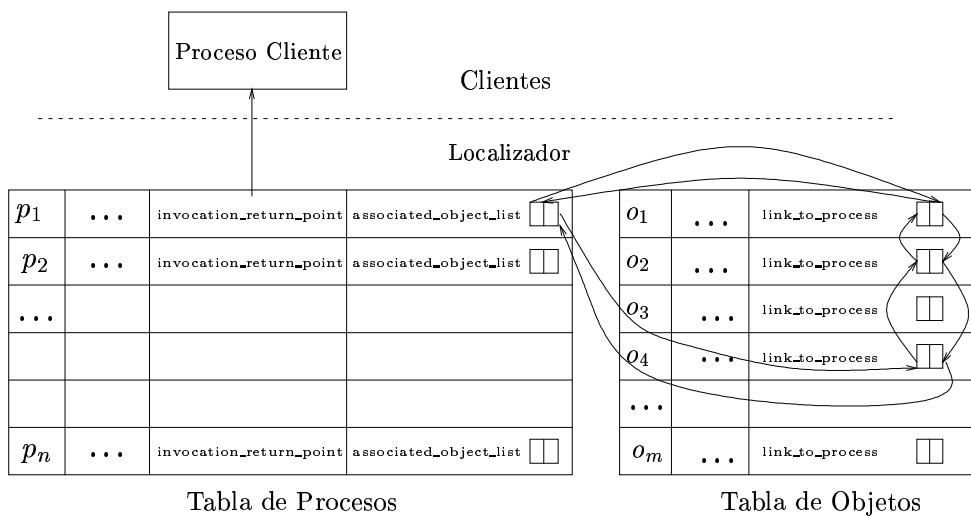 Proceso Cliente
Clientes
Localizador
p1 ... invocation_return_point associated_object_list
p2 ... invocation_return_point associated_object_list
...
pn ... invocation_return_point associated_object_list
Tabla de Procesos
o1 ... link_to_process
o2 ... link_to_process
o3 ... link_to_process
o4 ... link_to_process
...
om ... link_to_process
Tabla de Objetos